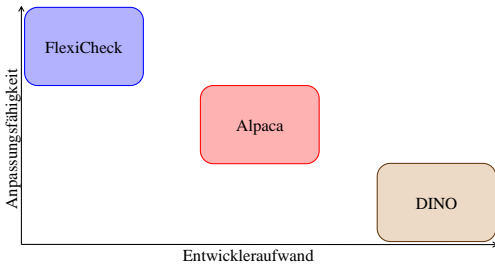 FlexiCheck
Anpassungsfähigkeit
Alpaca
DINO
Entwickleraufwand